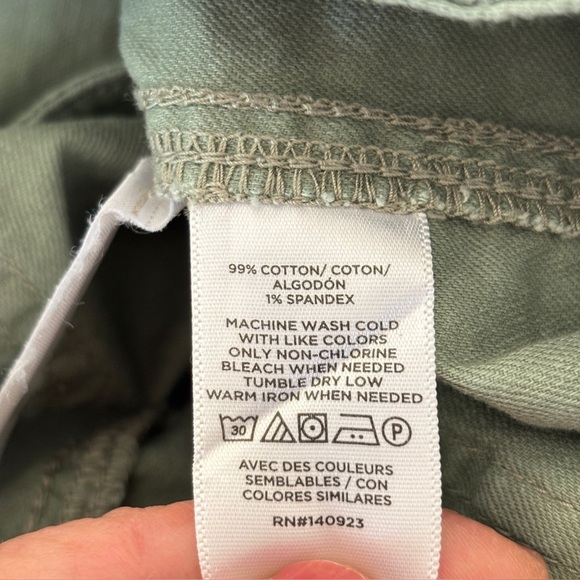 99% COTTON/ COTON/
ALGODÓN
1% SPANDEX
MACHINE WASH COLD
WITH LIKE COLORS
ONLY NON-CHLORINE
BLEACH WHEN NEEDED
TUMBLE DRY LOW
WARM IRON WHEN NEEDED
30 P
AVEC DES COULEURS
SEMBLABLES / CON
COLORES SIMILARES
RN#140923